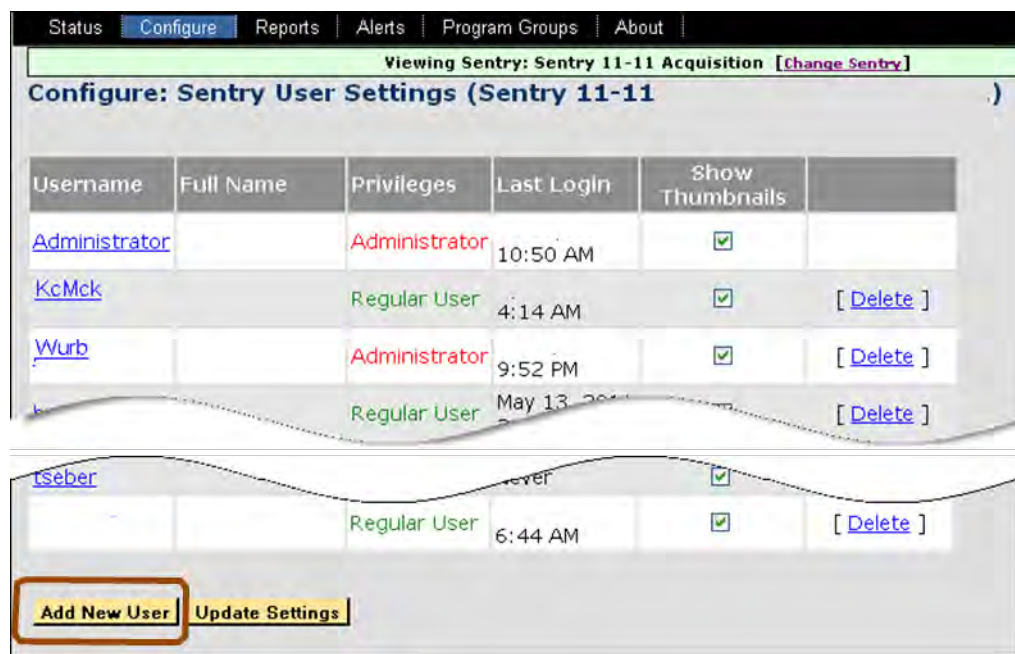 Status Configure Reports Alerts Program Groups About
Viewing Sentry: Sentry 11-11 Acquisition [Change Sentry]
Configure: Sentry User Settings (Sentry 11-11 )
Username Full Name Privileges Last Login Show Thumbnails
Administrator Administrator 10:50 AM
KcMck Regular User 4:14 AM [ Delete ]
Wurb Administrator 9:52 PM [ Delete ]
Regular User May 13, [ Delete ]
tseber Never
Regular User 6:44 AM [ Delete ]
Add New User Update Settings